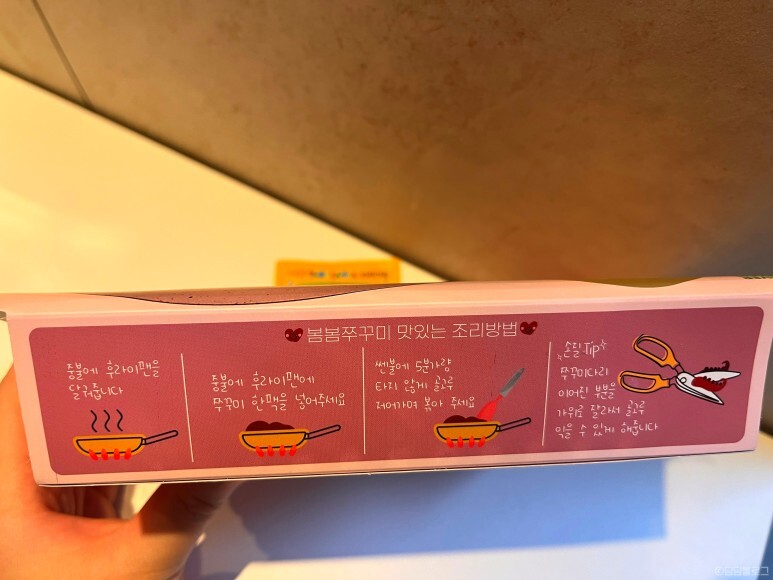 봄봄쭈꾸미 맛있는 조리방법
중불에 후라이팬을
달궈줍니다
중불에 후라이팬에
쭈꾸미 한팩을 넣어주세요
쎈불에 5분가량
타지 않게 골고루
저어가며 볶아 주세요
손질 Tip
쭈꾸미다리
이어진 부분을
가위로 잘라서 골고루
익을 수 있게 해줍니다